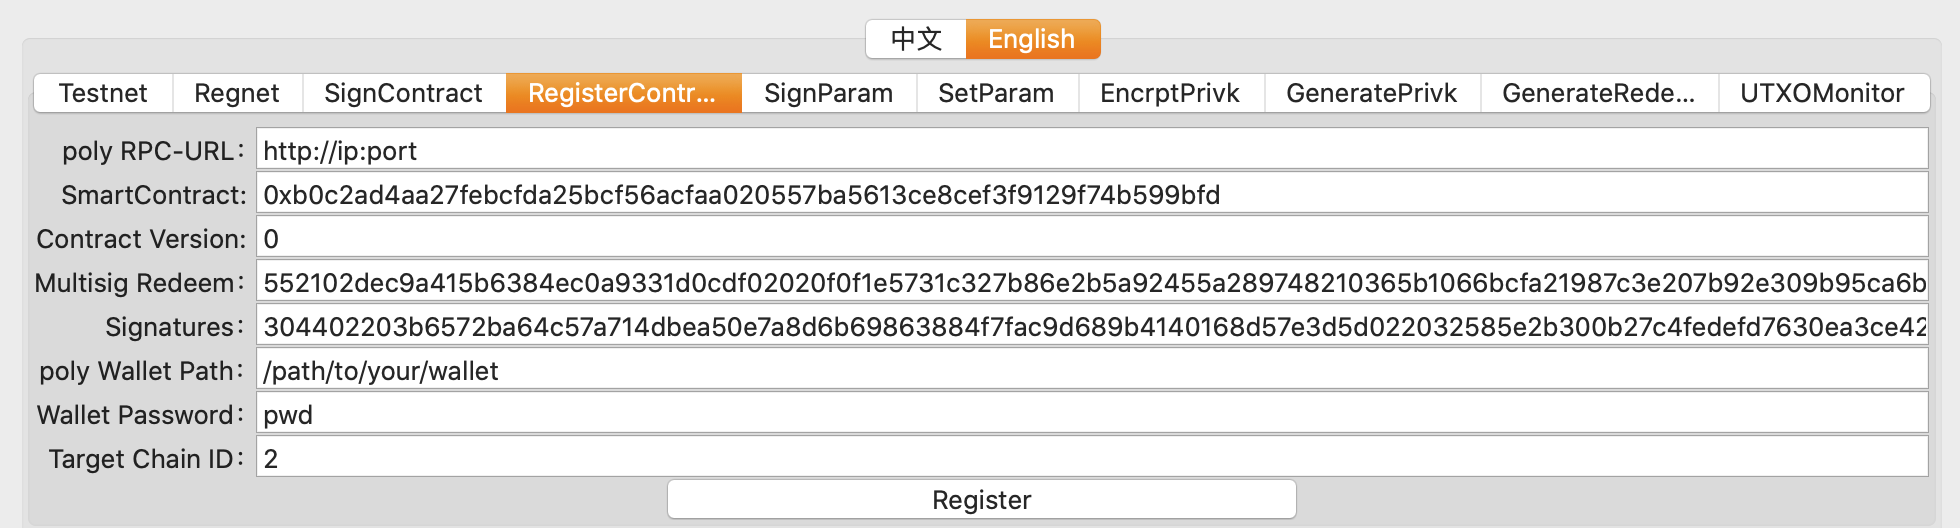 中文 English
Testnet Regnet SignContract RegisterContr... SignParam SetParam EncrptPrivk GeneratePrivk GenerateRede... UTXOMonitor
poly RPC-URL: http://ip:port
SmartContract: 0xb0c2ad4aa27febcfda25bcf56acfaa020557ba5613ce8cef3f9129f74b599bfd
Contract Version: 0
Multisig Redeem: 552102dec9a415b6384ec0a9331d0cdf02020f0f1e5731c327b86e2b5a92455a289748210365b1066bcfa21987c3e207b92e309b95ca6b
Signatures: 304402203b6572ba64c57a714dbea50e7a8d6b69863884f7fac9d689b4140168d57e3d5d022032585e2b300b27c4fedefd7630ea3ce42
poly Wallet Path: /path/to/your/wallet
Wallet Password: pwd
Target Chain ID: 2
Register